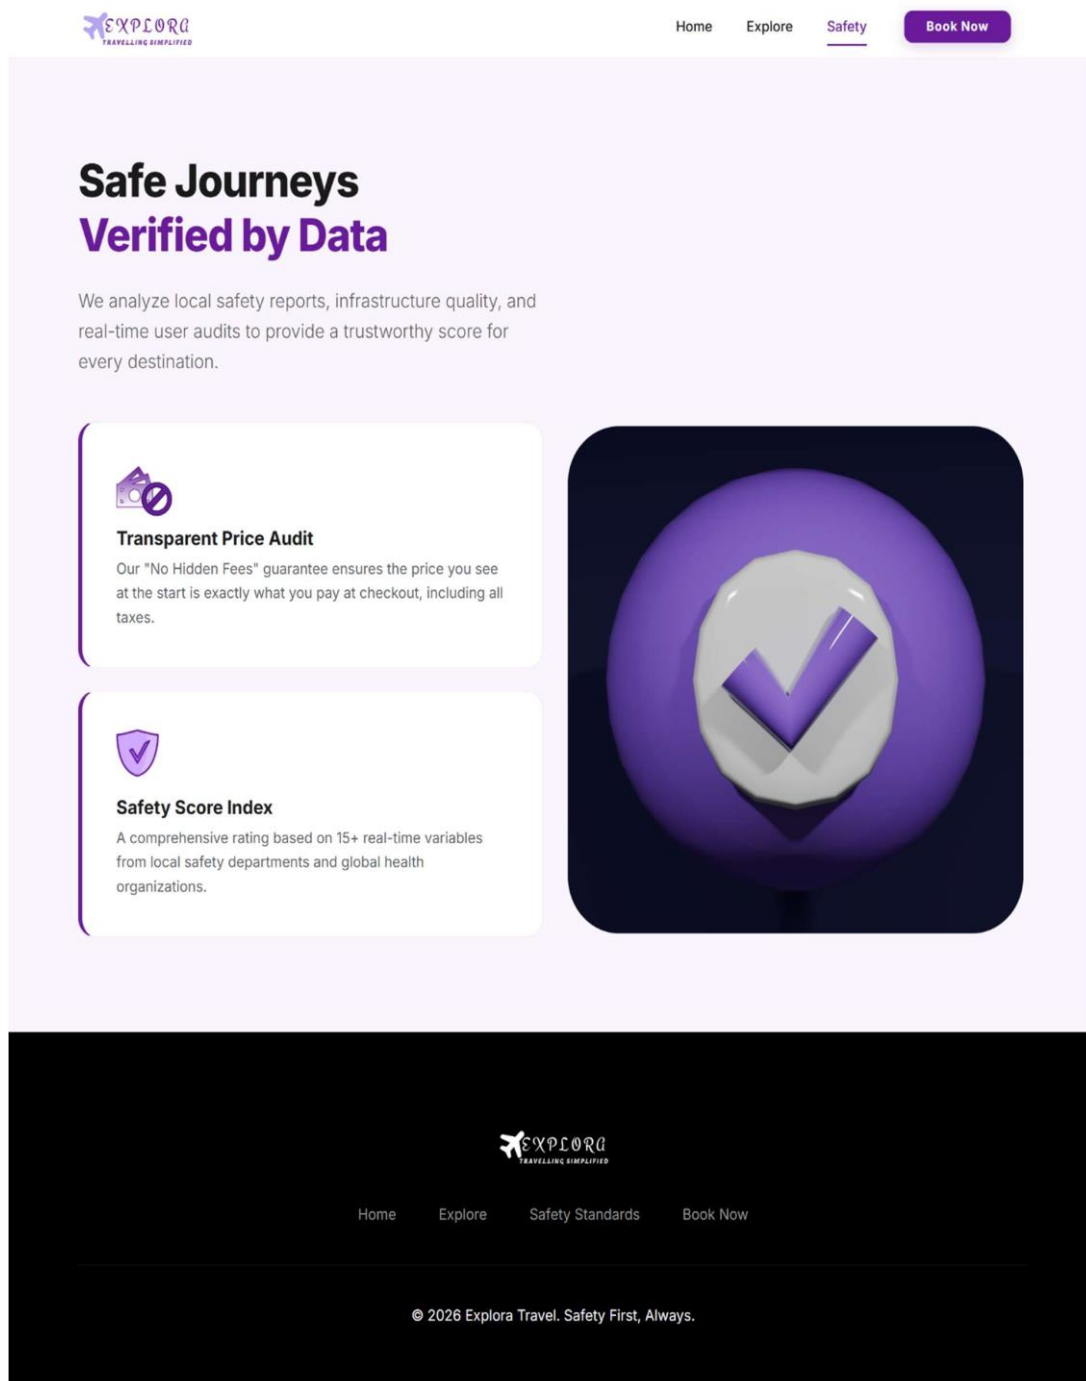 EXPLORA
TRAVELLING SIMPLIFIED
Home
Explore
Safety
Book Now
Safe Journeys
Verified by Data
We analyze local safety reports, infrastructure quality, and
real-time user audits to provide a trustworthy score for
every destination.
Transparent Price Audit
Our "No Hidden Fees" guarantee ensures the price you see
at the start is exactly what you pay at checkout, including all
taxes.
Safety Score Index
A comprehensive rating based on 15+ real-time variables
from local safety departments and global health
organizations.
EXPLORA
TRAVELLING SIMPLIFIED
Home
Explore
Safety Standards
Book Now
© 2026 Explora Travel. Safety First, Always.